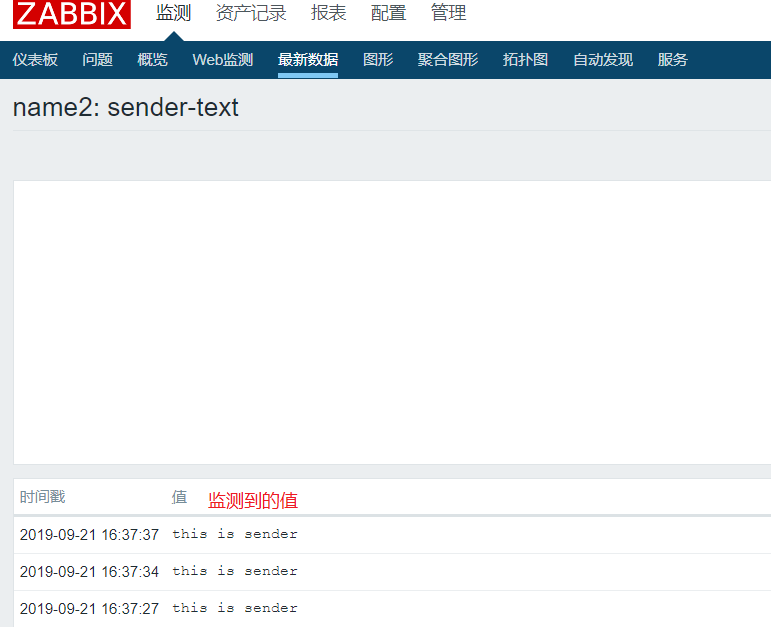 ZABBIX 监测 资产记录 报表 配置 管理
仪表板 问题 概览 Web监测 最新数据 图形 聚合图形 拓扑图 自动发现 服务
name2: sender-text
时间戳 值 监测到的值
2019-09-21 16:37:37 this is sender
2019-09-21 16:37:34 this is sender
2019-09-21 16:37:27 this is sender